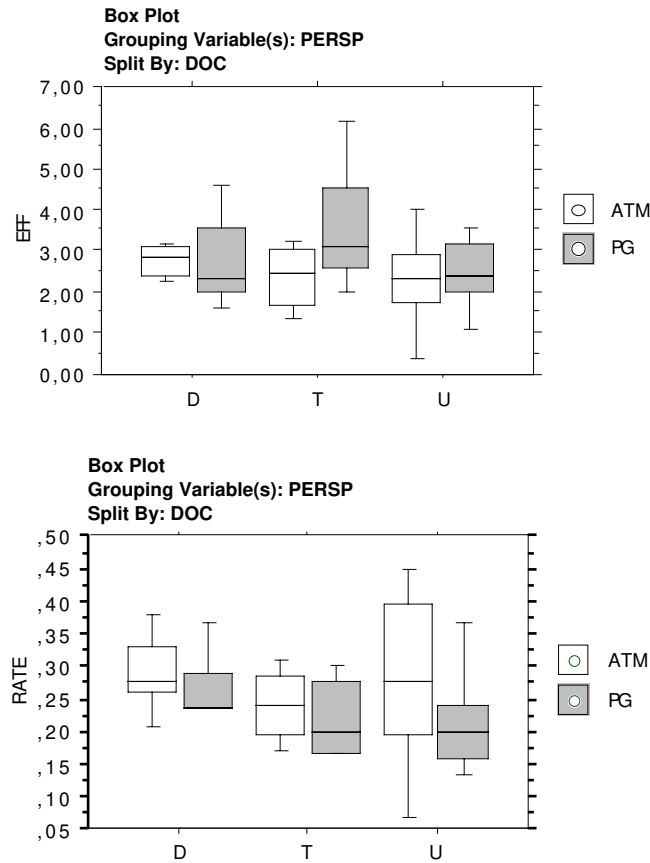 Box Plot
Grouping Variable(s): PERSP
Split By: DOC
7,00
6,00
5,00
4,00
3,00
2,00
1,00
0,00
EFF
D T U
ATM
PG
Box Plot
Grouping Variable(s): PERSP
Split By: DOC
,50
,45
,40
,35
,30
,25
,20
,15
,10
,05
RATE
D T U
ATM
PG